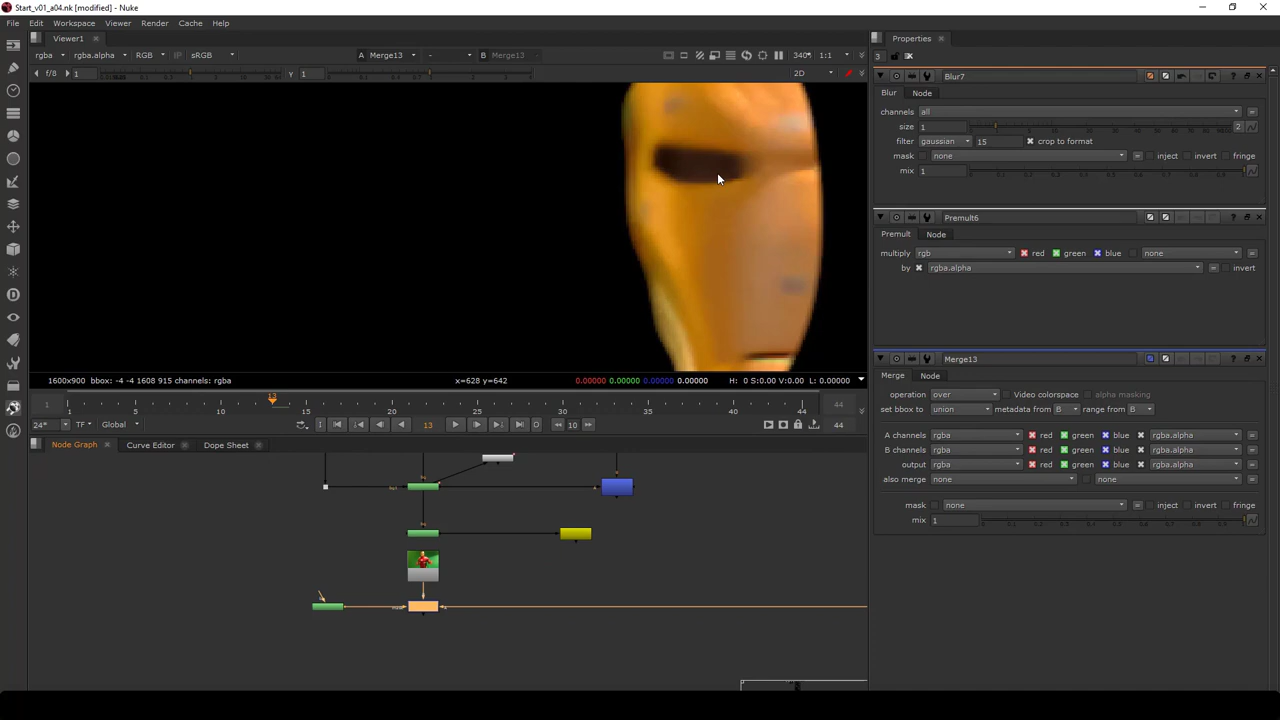 Start_v01_a04.nk [modified] - Nuke
File Edit Workspace Viewer Render Cache Help
Viewer1
rgba rgba.alpha RGB IP sRGB A Merge13 - B Merge13 340% 1:1
f/8 1 Y 1 2D
1600x900 bbox: -4 -4 1608 915 channels: rgba x=628 y=642 0.00000 0.00000 0.00000 0.00000 H: 0 S:0.00 V:0.00 L: 0.00000
1 1 5 10 13 15 20 25 30 35 40 44 44
24* TF Global 13 10 44
Node Graph Curve Editor Dope Sheet
Properties
3
Blur7
Blur Node
channels all
size 1 2
filter gaussian 15 crop to format
mask none inject invert fringe
mix 1
Premult6
Premult Node
multiply rgb red green blue none
by rgba.alpha invert
Merge13
Merge Node
operation over Video colorspace alpha masking
set bbox to union metadata from B range from B
A channels rgba red green blue rgba.alpha
B channels rgba red green blue rgba.alpha
output rgba red green blue rgba.alpha
also merge none none
mask none inject invert fringe
mix 1